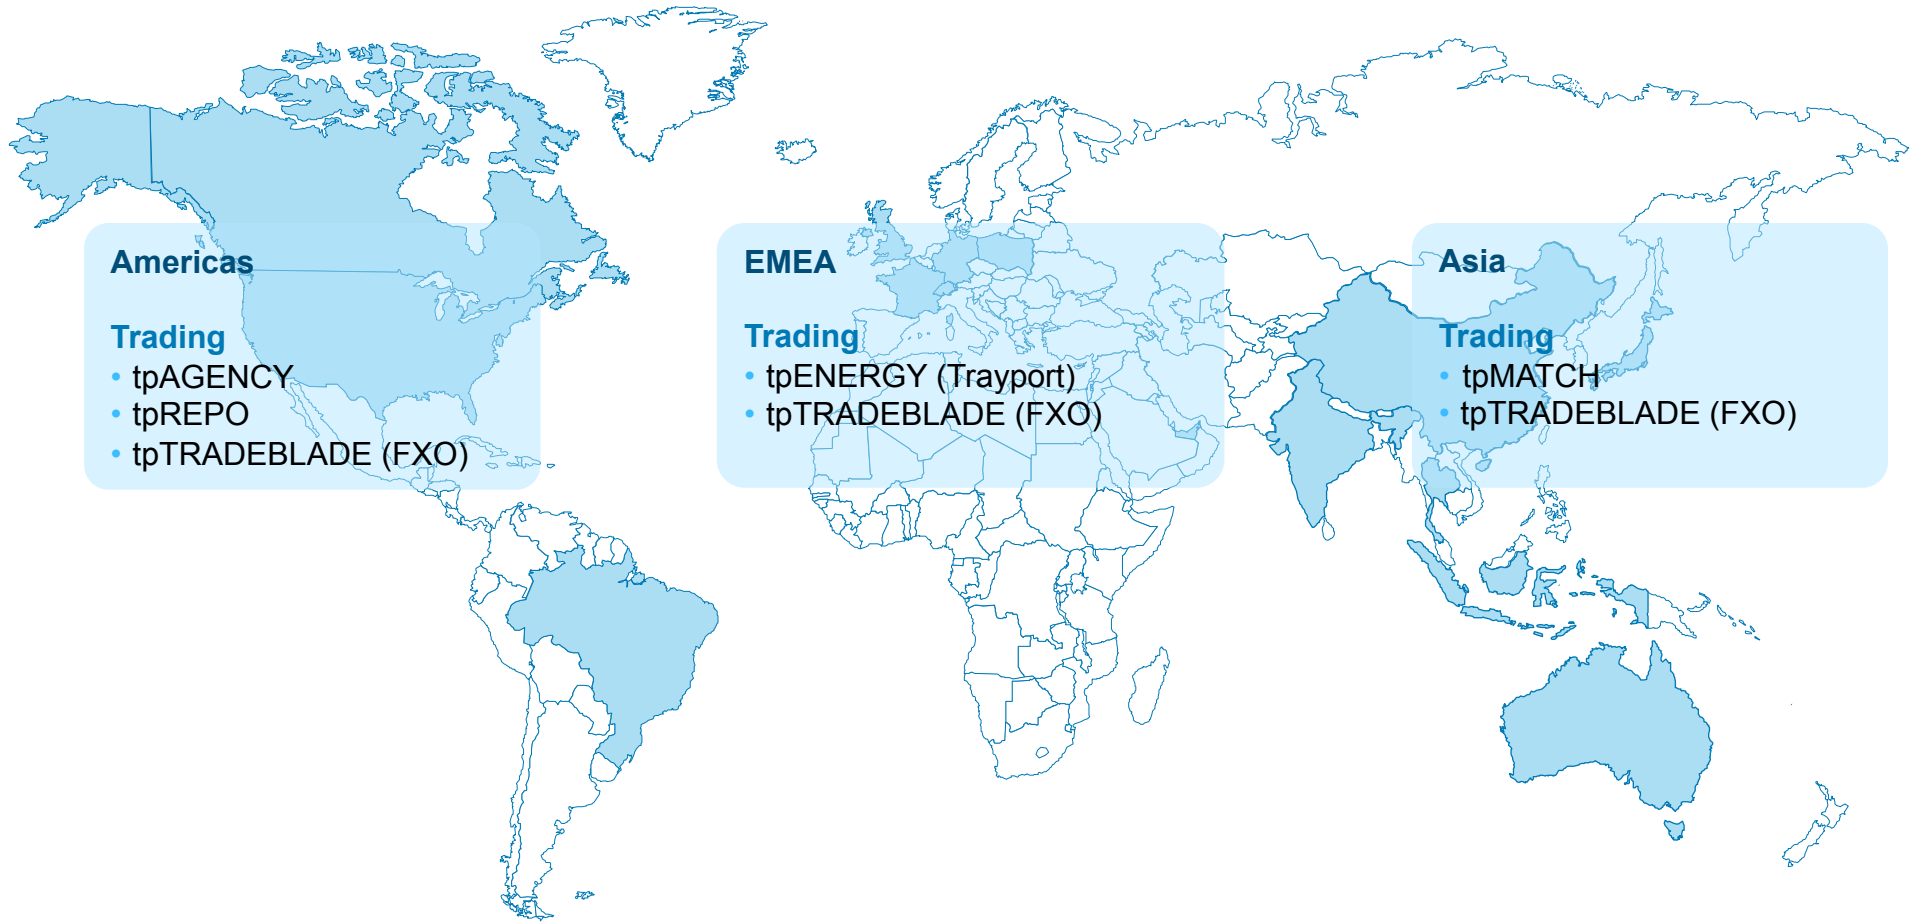 Americas
Trading
• tpAGENCY
• tpREPO
• tpTRADEBLADE (FXO)
EMEA
Trading
• tpENERGY (Trayport)
• tpTRADEBLADE (FXO)
Asia
Trading
• tpMATCH
• tpTRADEBLADE (FXO)